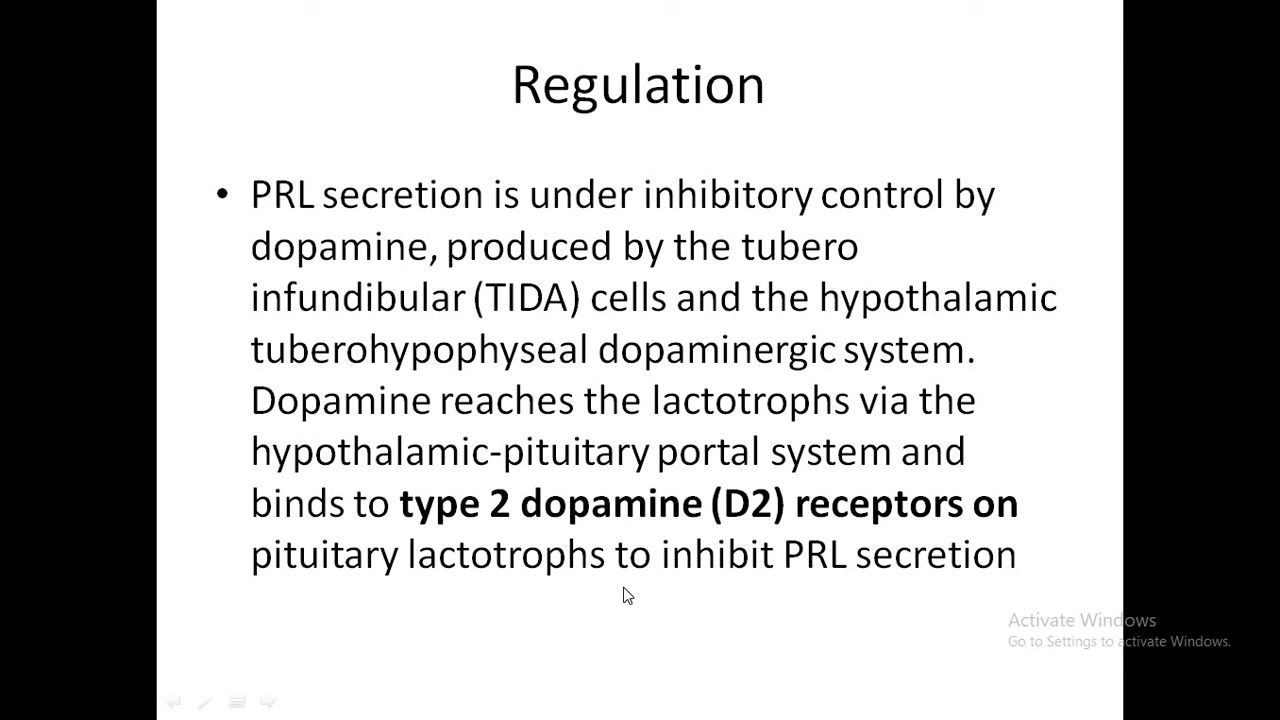 Regulation
• PRL secretion is under inhibitory control by
dopamine, produced by the tubero
infundibular (TIDA) cells and the hypothalamic
tuberohypophyseal dopaminergic system.
Dopamine reaches the lactotrophs via the
hypothalamic-pituitary portal system and
binds to type 2 dopamine (D2) receptors on
pituitary lactotrophs to inhibit PRL secretion
Activate Windows
Go to Settings to activate Windows.